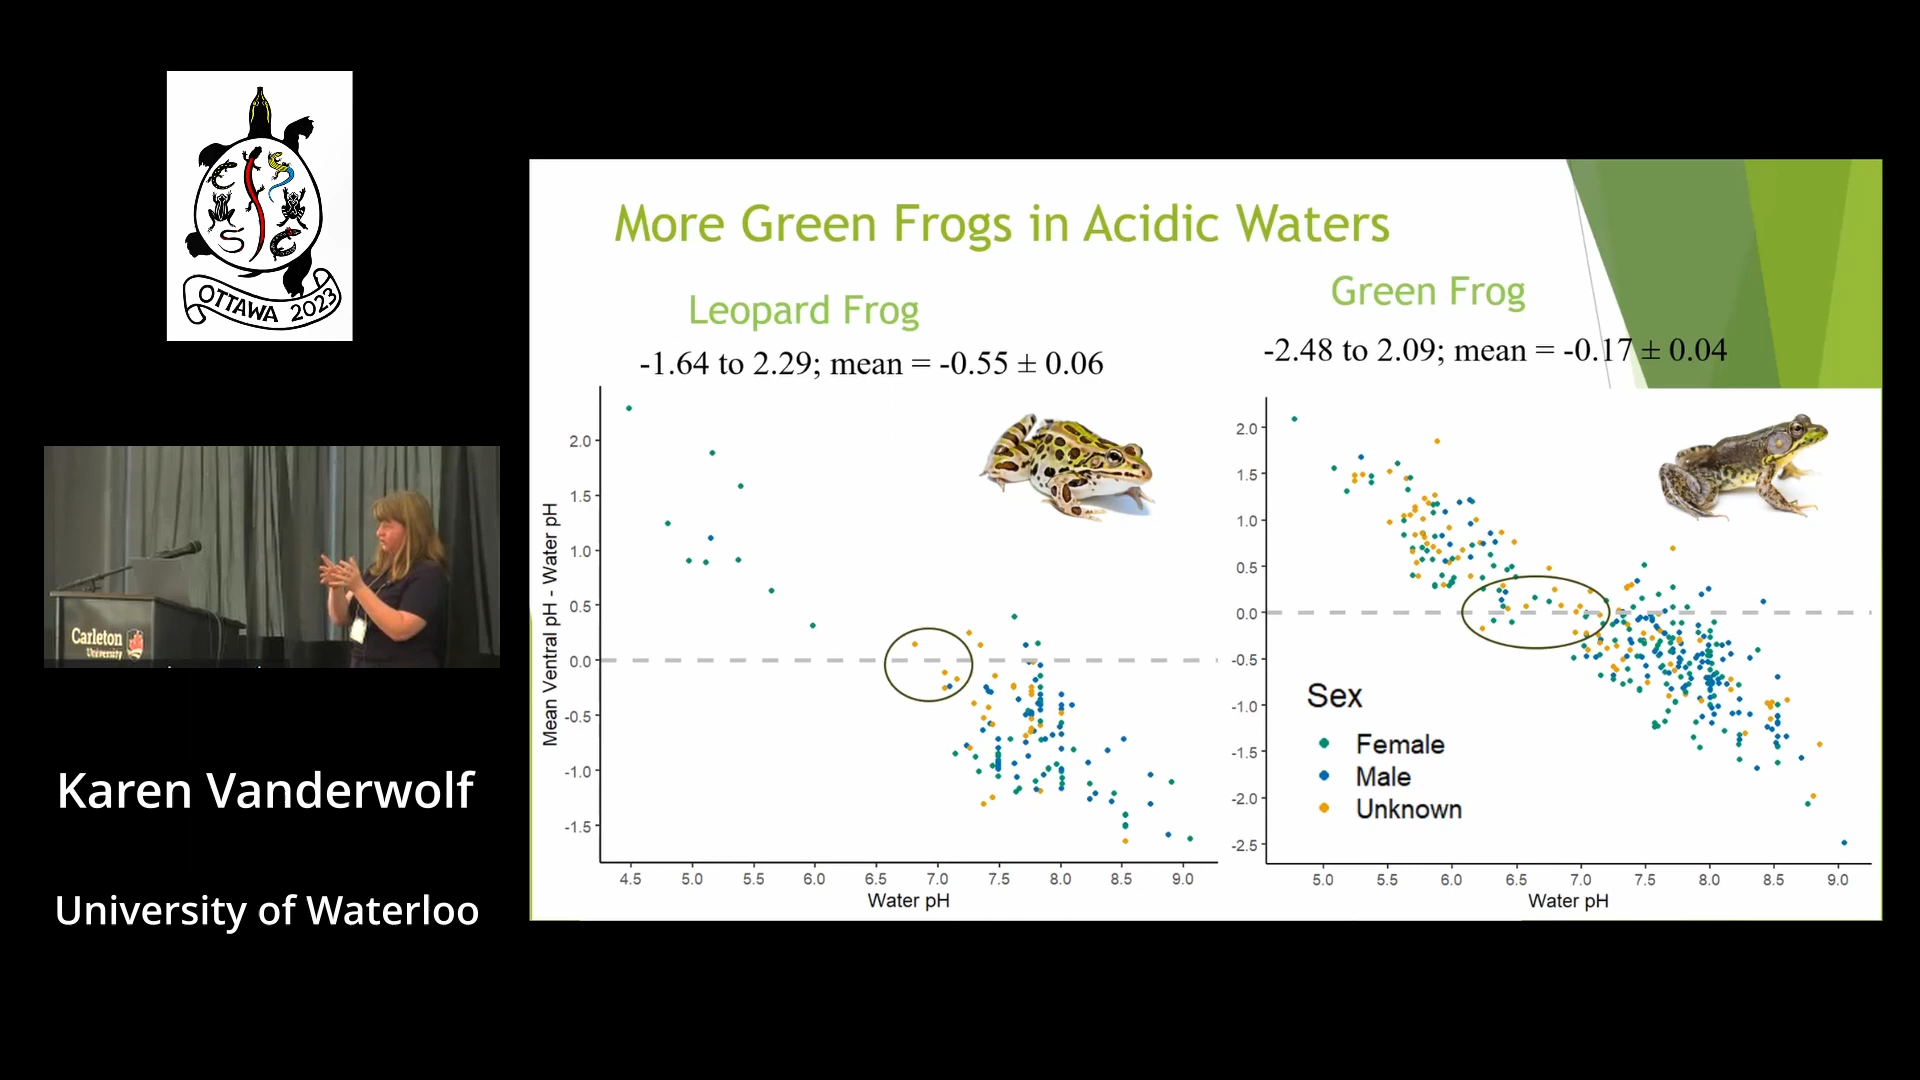 OTTAWA 2023
Carleton
University
Karen Vanderwolf
University of Waterloo
More Green Frogs in Acidic Waters
Leopard Frog
-1.64 to 2.29; mean = -0.55 ± 0.06
Mean Ventral pH - Water pH
2.0
1.5
1.0
0.5
0.0
-0.5
-1.0
-1.5
4.5 5.0 5.5 6.0 6.5 7.0 7.5 8.0 8.5 9.0
Water pH
Green Frog
-2.48 to 2.09; mean = -0.17 ± 0.04
2.0
1.5
1.0
0.5
0.0
-0.5
-1.0
-1.5
-2.0
-2.5
Sex
Female
Male
Unknown
5.0 5.5 6.0 6.5 7.0 7.5 8.0 8.5 9.0
Water pH